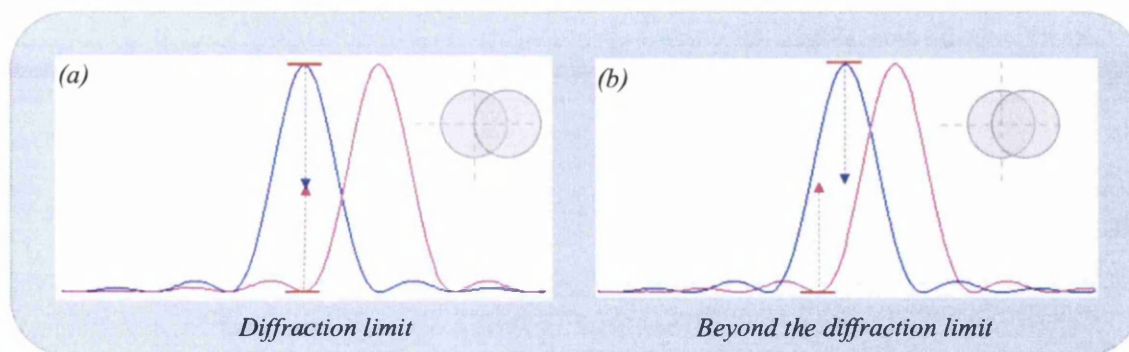 (a)
(b)
Diffraction limit
Beyond the diffraction limit